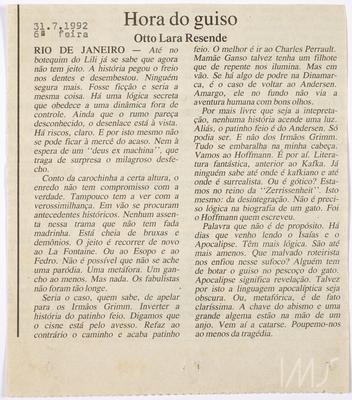 31.7.1992
6ª feira
Hora do guiso
Otto Lara Resende
RIO DE JANEIRO — Até no
botequim do Lili já se sabe que agora
não tem jeito. A história pegou o freio
nos dentes e desembestou. Ninguém
segura mais. Fosse ficção e seria a
mesma coisa. Há uma lógica secreta
que obedece a uma dinâmica fora de
controle. Ainda que o rumo pareça
desconhecido, o desenlace está à vista.
Há riscos, claro. E por isto mesmo não
se pode ficar à mercê do acaso. Nem à
espera de um "deus ex machina", que
traga de surpresa o milagroso desfe-
cho.
Conto da carochinha a certa altura, o
enredo não tem compromisso com a
verdade. Tampouco tem a ver com a
verossimilhança. Em vão se procuram
antecedentes históricos. Nenhum assen-
ta nessa trama que não tem fada
madrinha. Está cheia de bruxas e
demônios. O jeito é recorrer de novo
ao La Fontaine. Ou ao Esopo e ao
Fedro. Não é possível que não se ache
uma paródia. Uma metáfora. Um gan-
cho ao menos. Mas nada. Os fabulistas
não foram tão longe.
Seria o caso, quem sabe, de apelar
para os Irmãos Grimm. Inverter a
história do patinho feio. Digamos que
o cisne está pelo avesso. Refaz ao
contrário o caminho e acaba patinho
feio. O melhor é ir ao Charles Perrault.
Mamãe Ganso talvez tenha um filhote
que de repente nos ilumina. Mas em
vão. Se há algo de podre na Dinamar-
ca, é o caso de voltar ao Andersen.
Amargo, ele no fundo não via a
aventura humana com bons olhos.
Por mais livre que seja a interpreta-
ção, nenhuma história acende uma luz.
Aliás, o patinho feio é do Andersen. Só
podia ser. E não dos Irmãos Grimm.
Tudo se embaralha na minha cabeça.
Vamos ao Hoffmann. E por aí. Litera-
tura fantástica, anterior ao Kafka. Já
ninguém sabe até onde é kafkiano e até
onde é surrealista. Ou é gótico? Esta-
mos no reino da "Zerrissenheit". Isto
mesmo: da desintegração. Não é preci-
so lógica na biografia de um gato. Foi
o Hoffmann quem escreveu.
Palavra que não é de propósito. Há
dias que venho lendo o Isaías e o
Apocalipse. Têm mais lógica. São até
mais amenos. Que malvado roteirista
nos enfiou nesse sufoco? Alguém tem
de botar o guiso no pescoço do gato.
Apocalipse significa revelação. Talvez
por isto a linguagem apocalíptica seja
obscura. Ou, metafórica, é de fato
claríssima. A chave do abismo e uma
grande algema estão na mão de um
anjo. Vem aí a catarse. Poupemo-nos
ao menos da tragédia.
IMS